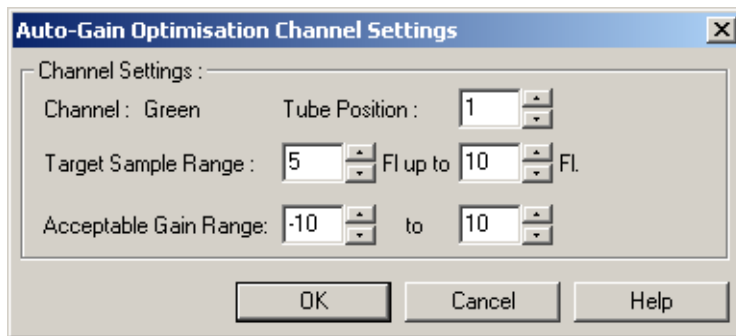 Auto-Gain Optimisation Channel Settings
Channel Settings :
Channel : Green Tube Position : 1
Target Sample Range : 5 Fl up to 10 Fl.
Acceptable Gain Range: -10 to 10
OK Cancel Help